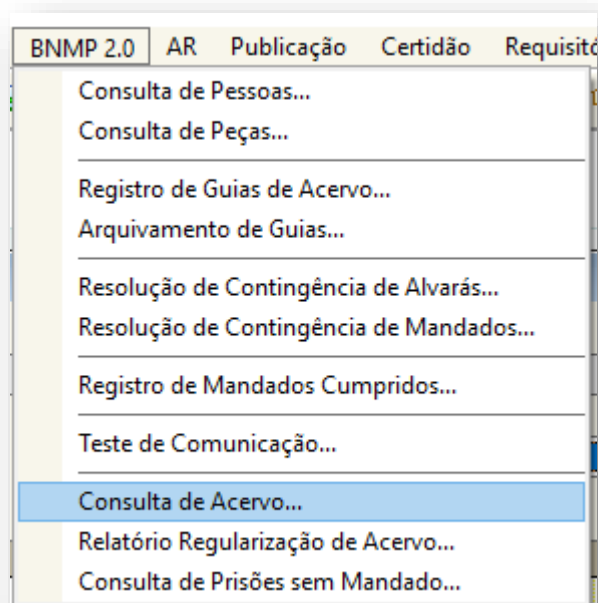 BNMP 2.0 AR Publicação Certidão
Consulta de Pessoas...
Consulta de Peças...
Registro de Guias de Acervo...
Arquivamento de Guias...
Resolução de Contingência de Alvarás...
Resolução de Contingência de Mandados...
Registro de Mandados Cumpridos...
Teste de Comunicação...
Consulta de Acervo...
Relatório Regularização de Acervo...
Consulta de Prisões sem Mandado...